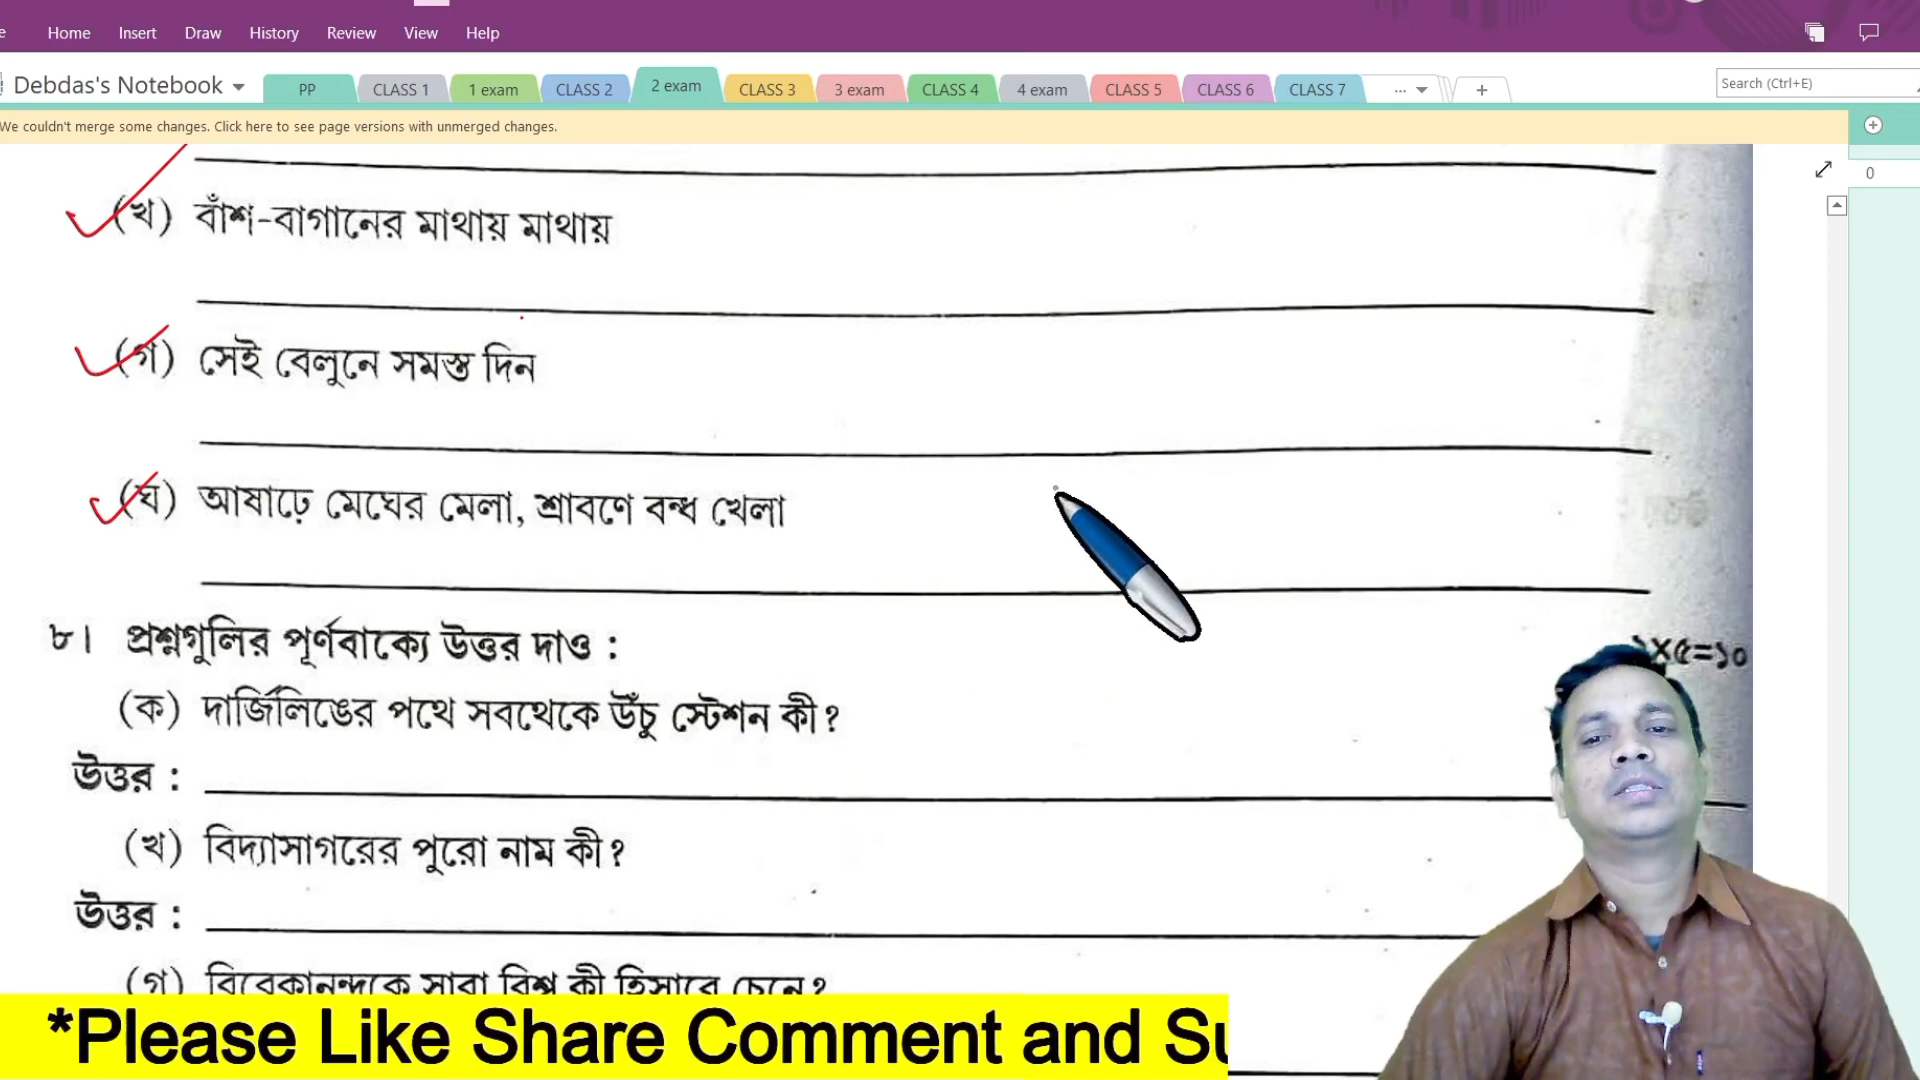 Home Insert Draw History Review View Help
Debdas's Notebook PP CLASS 1 1 exam CLASS 2 2 exam CLASS 3 3 exam CLASS 4 4 exam CLASS 5 CLASS 6 CLASS 7 ... + Search (Ctrl+E)
We couldn't merge some changes. Click here to see page versions with unmerged changes.
0
(খ) বাঁশ-বাগানের মাথায় মাথায়
(গ) সেই বেলুনে সমস্ত দিন
(ঘ) আষাঢ়ে মেঘের মেলা, শ্রাবণে বন্ধ খেলা
৮। প্রশ্নগুলির পূর্ণবাক্যে উত্তর দাও :
×৫=১০
(ক) দার্জিলিঙের পথে সবথেকে উঁচু স্টেশন কী?
উত্তর :
(খ) বিদ্যাসাগরের পুরো নাম কী?
উত্তর :
(গ) বিবেকানন্দকে সারা বিশ্ব কী হিসাবে চেনে?
*Please Like Share Comment and Su